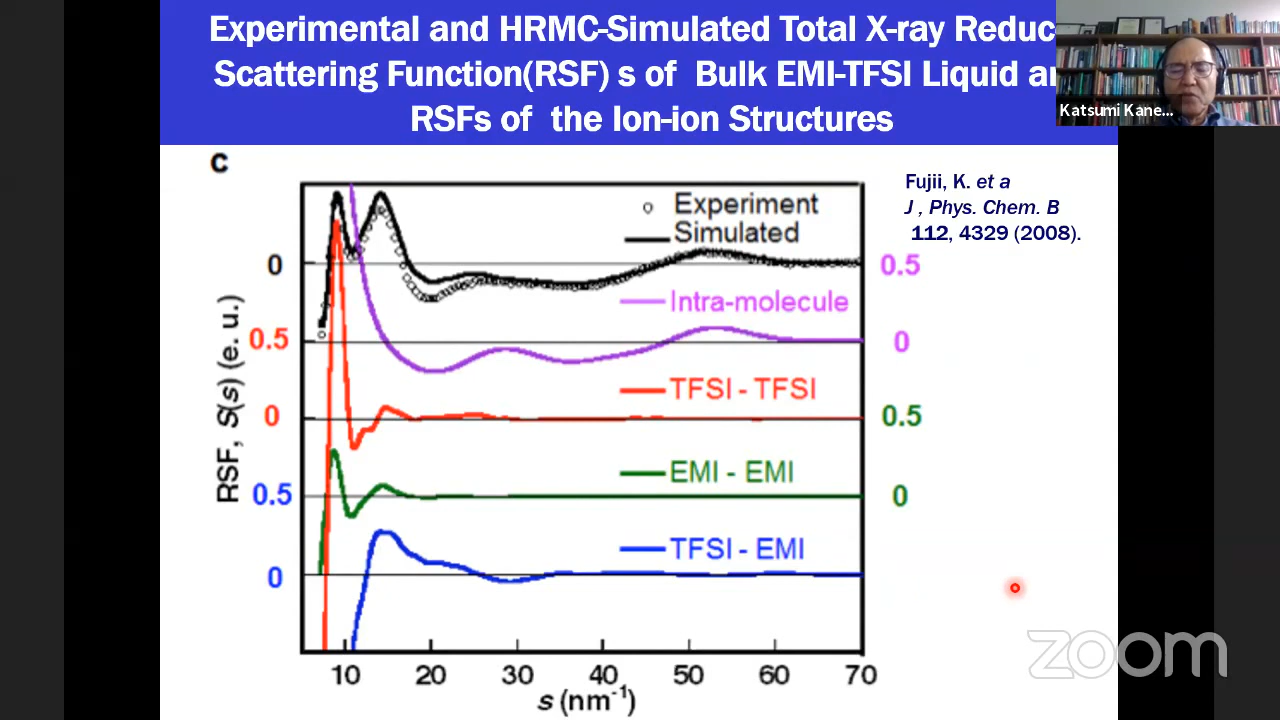 Experimental and HRMC-Simulated Total X-ray Reduc
Scattering Function(RSF) s of Bulk EMI-TFSI Liquid an
RSFs of the Ion-ion Structures
Katsumi Kane...
c
Fujii, K. et a
J , Phys. Chem. B
112, 4329 (2008).
Experiment
Simulated
0
0.5
Intra-molecule
0.5
0
TFSI - TFSI
0
0.5
EMI - EMI
0.5
0
TFSI - EMI
0
RSF, S(s) (e. u.)
10 20 30 40 50 60 70
s (nm⁻¹)
zoom